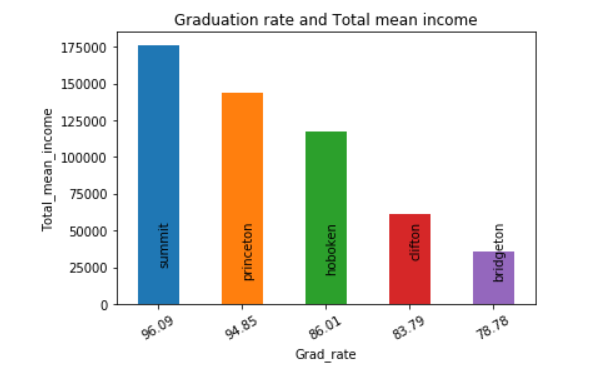 Graduation rate and Total mean income
175000
150000
125000
100000
75000
50000
25000
0
Total_mean_income
summit
princeton
hoboken
clifton
bridgeton
96.09
94.85
86.01
83.79
78.78
Grad_rate